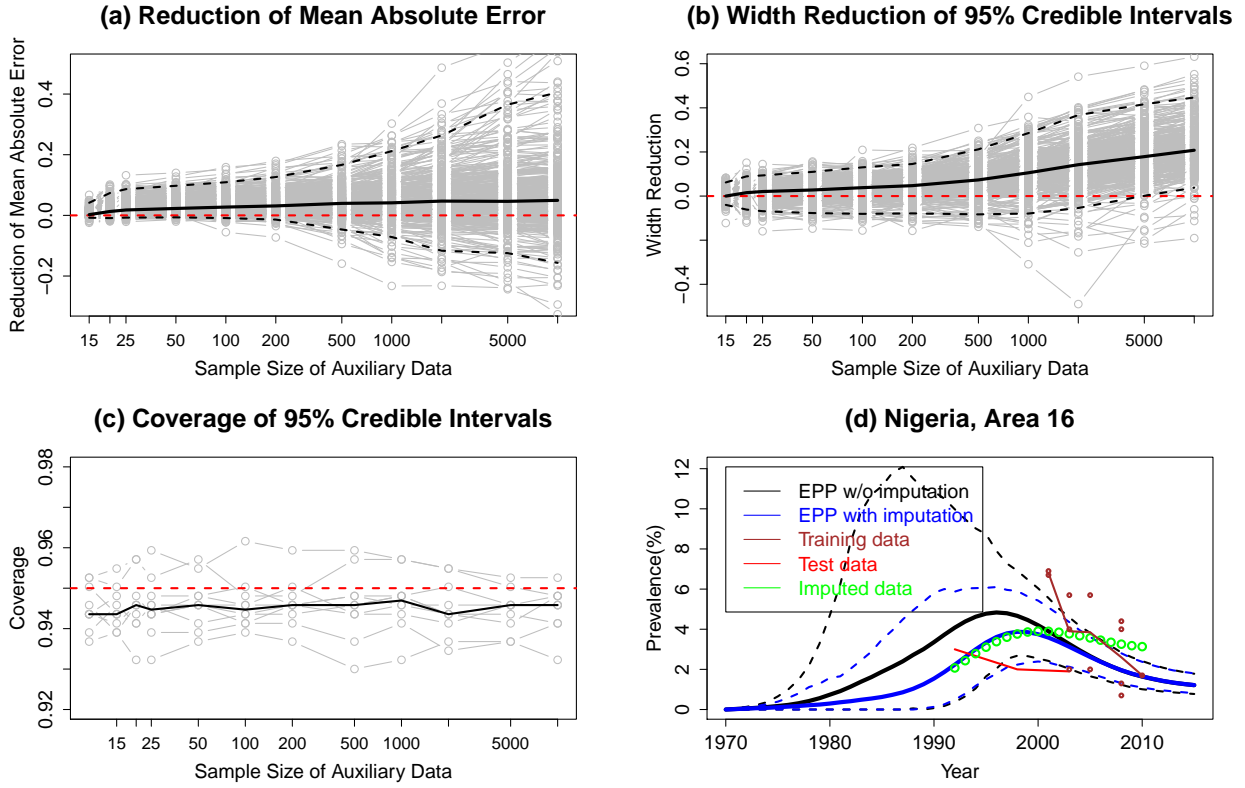 (a) Reduction of Mean Absolute Error
Reduction of Mean Absolute Error
0.4
0.2
0.0
−0.2
15 25 50 100 200 500 1000 5000
Sample Size of Auxiliary Data
(b) Width Reduction of 95% Credible Intervals
Width Reduction
0.6
0.4
0.2
0.0
−0.4
15 25 50 100 200 500 1000 5000
Sample Size of Auxiliary Data
(c) Coverage of 95% Credible Intervals
Coverage
0.98
0.96
0.94
0.92
15 25 50 100 200 500 1000 5000
Sample Size of Auxiliary Data
(d) Nigeria, Area 16
Prevalence(%)
12
10
8
6
4
2
0
EPP w/o imputation
EPP with imputation
Training data
Test data
Imputed data
1970 1980 1990 2000 2010
Year